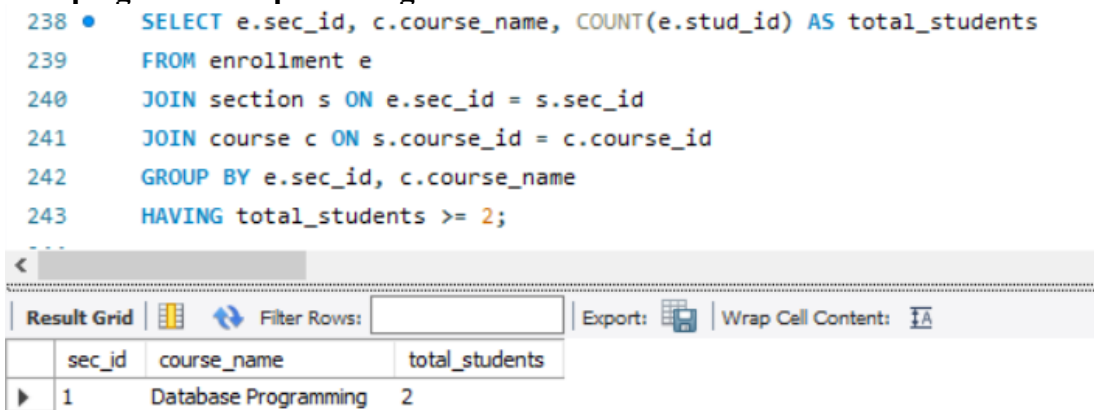 238 SELECT e.sec_id, c.course_name, COUNT(e.stud_id) AS total_students
239 FROM enrollment e
240 JOIN section s ON e.sec_id = s.sec_id
241 JOIN course c ON s.course_id = c.course_id
242 GROUP BY e.sec_id, c.course_name
243 HAVING total_students >= 2;
Result Grid Filter Rows: Export: Wrap Cell Content: IA
sec_id course_name total_students
1 Database Programming 2